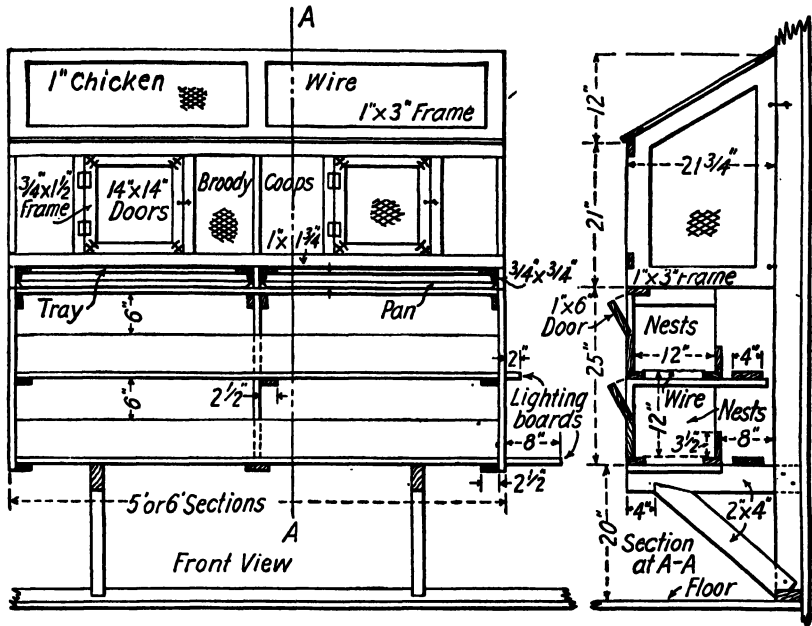 A
1" Chicken Wire
1"x3" Frame
3/4"x1 1/2"
Frame
14"x14"
Doors
Broody Coops
1"x 1 3/4"
3/4"x3/4"
Tray
Pan
6"
6"
2 1/2"
2"
Lighting
boards
8"
2 1/2"
5' or 6' Sections
A
Front View
12"
21 3/4"
21"
1"x3" Frame
1"x6"
Door
Nests
12"
4"
25"
Wire
Nests
12"
3 1/2"
8"
4"
2"x4"
20"
Section
at A-A
Floor